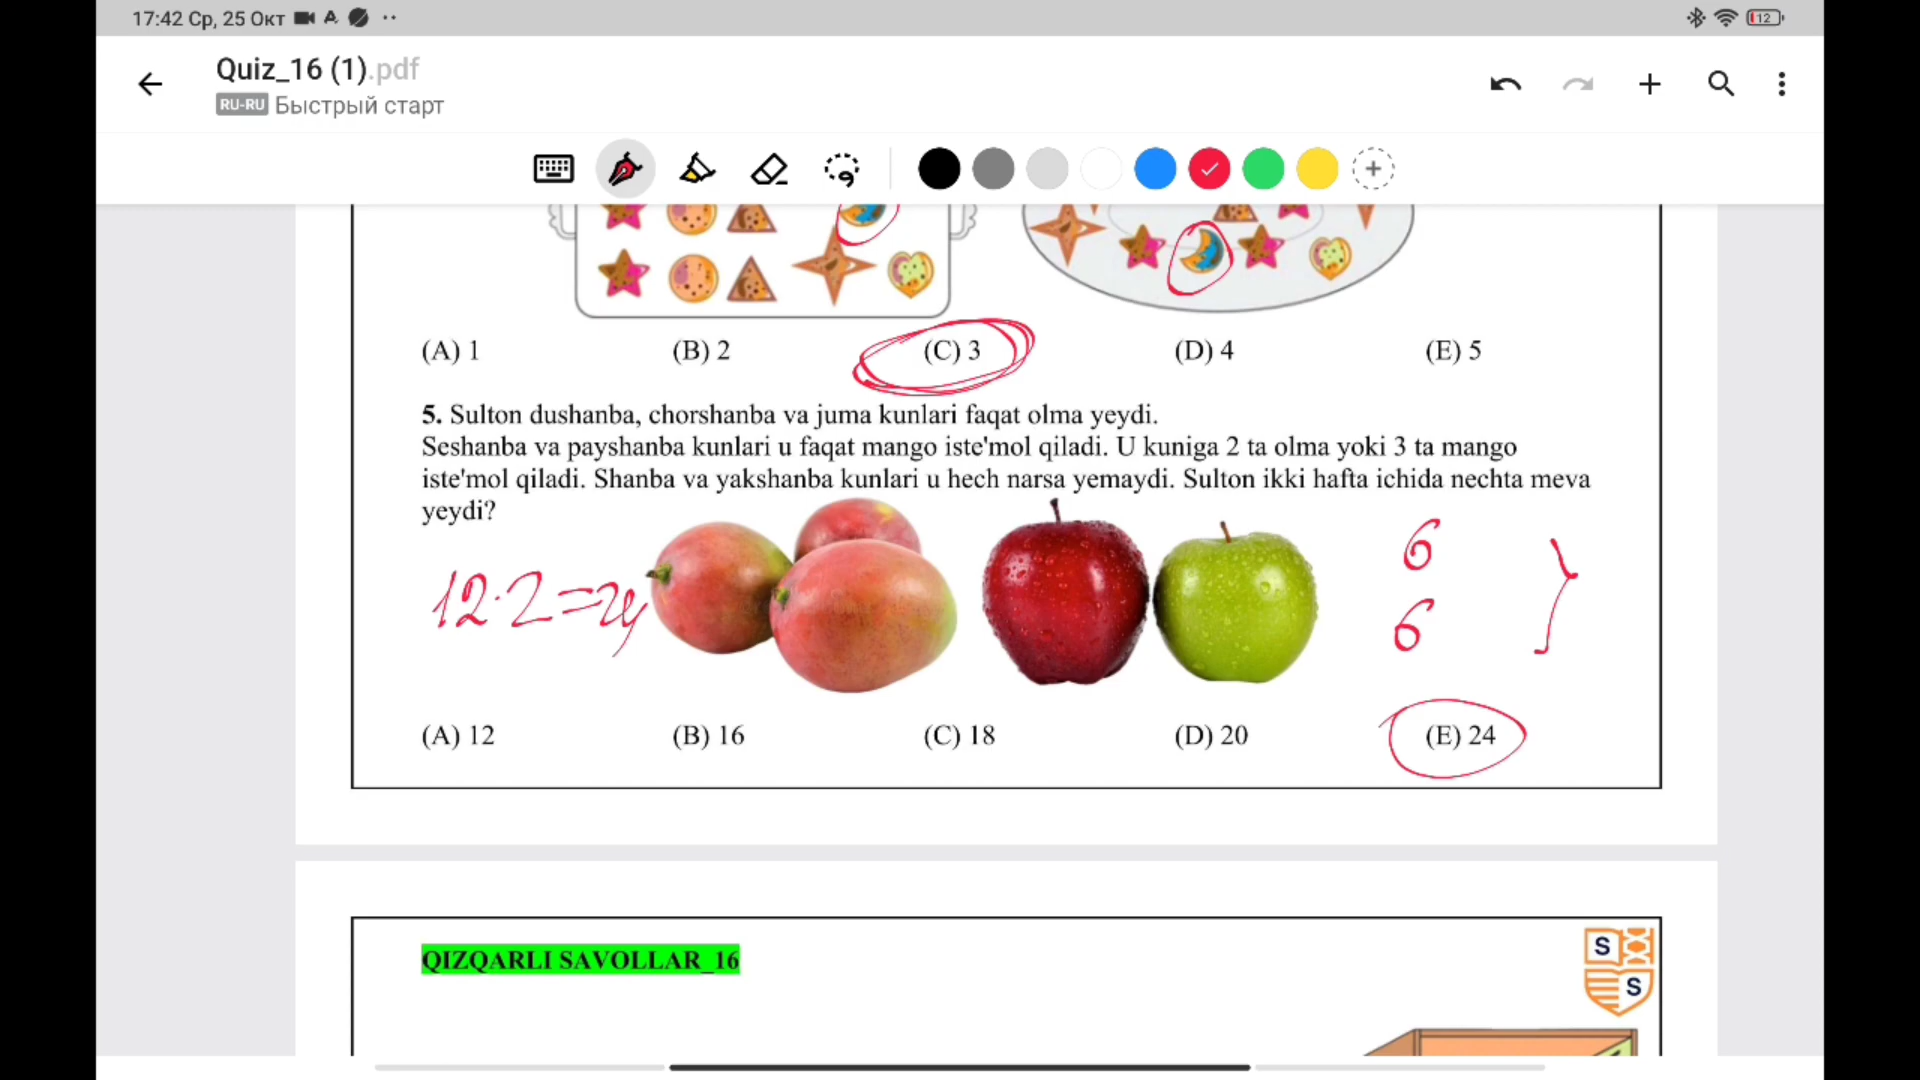 17:42 Ср, 25 Окт
12
Quiz_16 (1).pdf
RU-RU Быстрый старт
(A) 1 (B) 2 (C) 3 (D) 4 (E) 5
5. Sulton dushanba, chorshanba va juma kunlari faqat olma yeydi.
Seshanba va payshanba kunlari u faqat mango iste'mol qiladi. U kuniga 2 ta olma yoki 3 ta mango
iste'mol qiladi. Shanba va yakshanba kunlari u hech narsa yemaydi. Sulton ikki hafta ichida nechta meva
yeydi?
6
12·2=24
6
(A) 12 (B) 16 (C) 18 (D) 20 (E) 24
QIZQARLI SAVOLLAR_16
S
S